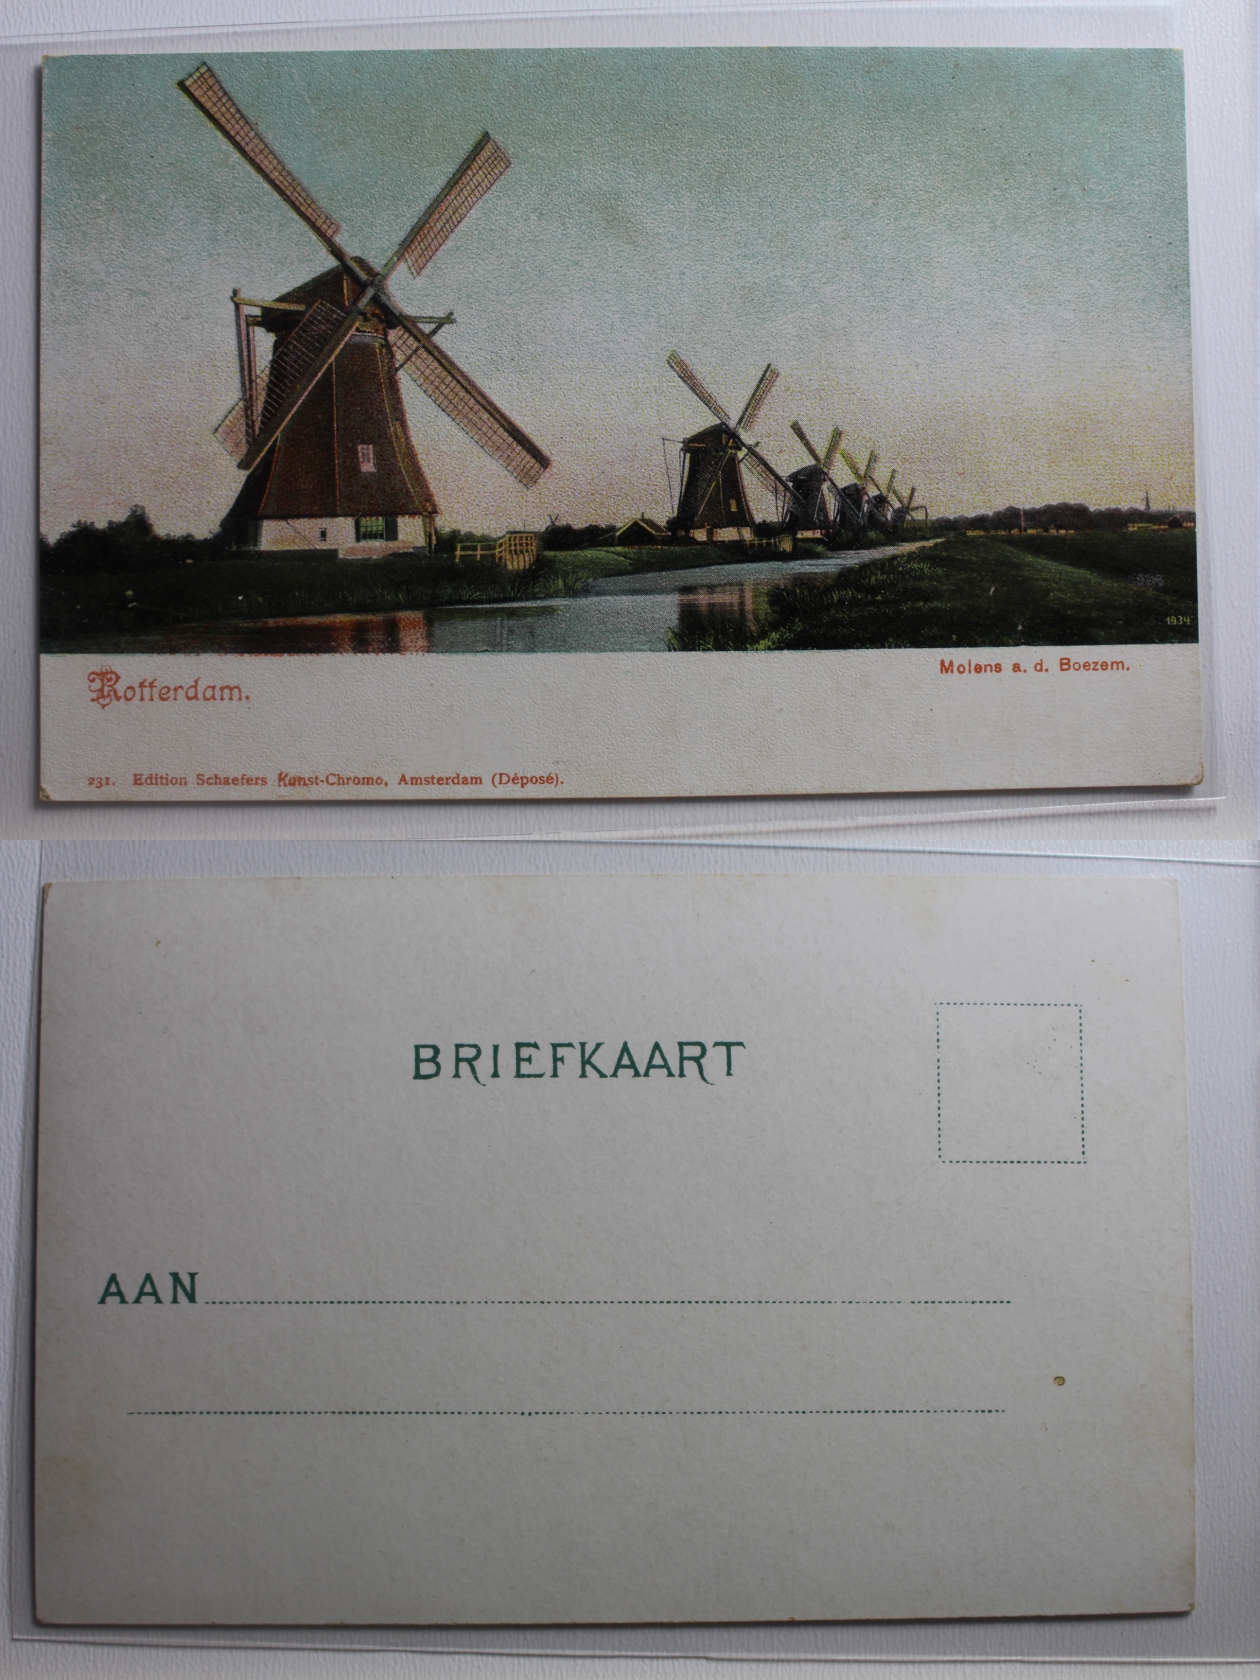 1934
Rotterdam.
Molens a. d. Boezem.
231. Edition Schaefers Kunst-Chromo, Amsterdam (Déposé).
BRIEFKAART
AAN